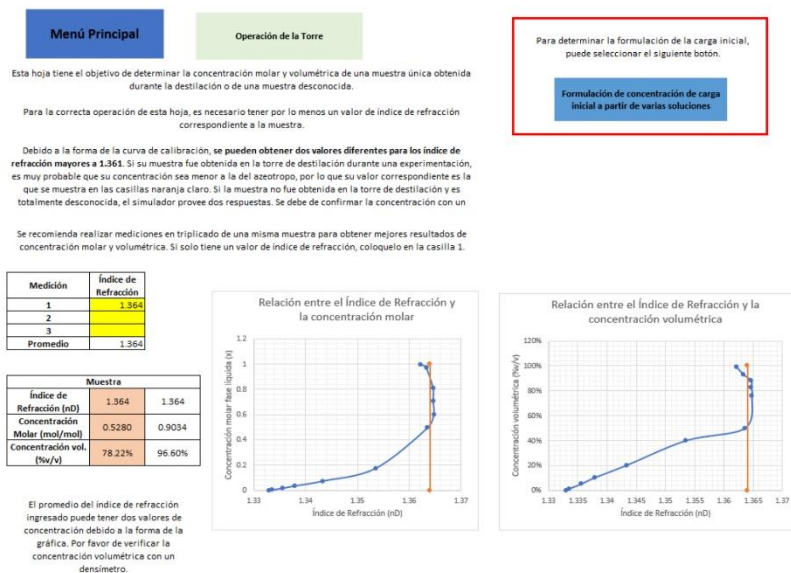 Menú Principal
Operación de la Torre
Para determinar la formulación de la carga inicial,
puede seleccionar el siguiente botón.
Formulación de concentración de carga
inicial a partir de varias soluciones
Esta hoja tiene el objetivo de determinar la concentración molar y volumétrica de una muestra única obtenida
durante la destilación o de una muestra desconocida.
Para la correcta operación de esta hoja, es necesario tener por lo menos un valor de índice de refracción
correspondiente a la muestra.
Debido a la forma de la curva de calibración, se pueden obtener dos valores diferentes para los índice de
refracción mayores a 1.361. Si su muestra fue obtenida en la torre de destilación durante una experimentación,
es muy probable que su concentración sea menor a la del azeotropo, por lo que su valor correspondiente es la
que se muestra en las casillas naranja claro. Si la muestra no fue obtenida en la torre de destilación y es
totalmente desconocida, el simulador provee dos respuestas. Se debe de confirmar la concentración con un
Se recomienda realizar mediciones en triplicado de una misma muestra para obtener mejores resultados de
concentración molar y volumétrica. Si solo tiene un valor de índice de refracción, coloquelo en la casilla 1.
Medición Índice de Refracción
1 1.364
2
3
Promedio 1.364
Muestra
Índice de Refracción (nD) 1.364 1.364
Concentración Molar (mol/mol) 0.5280 0.9034
Concentración vol. (%v/v) 78.22% 96.60%
El promedio del índice de refracción
ingresado puede tener dos valores de
concentración debido a la forma de la
gráfica. Por favor de verificar la
concentración volumétrica con un
densímetro.
Relación entre el Índice de Refracción y
la concentración molar
Concentración molar fase líquida (x)
1.2
1
0.8
0.6
0.4
0.2
0
1.33 1.34 1.35 1.36 1.37
Índice de Refracción (nD)
Relación entre el Índice de Refracción y la
concentración volumétrica
Concentración volumétrica (%v/v)
120%
100%
80%
60%
40%
20%
0%
1.33 1.335 1.34 1.345 1.35 1.355 1.36 1.365 1.37
Índice de Refracción (nD)